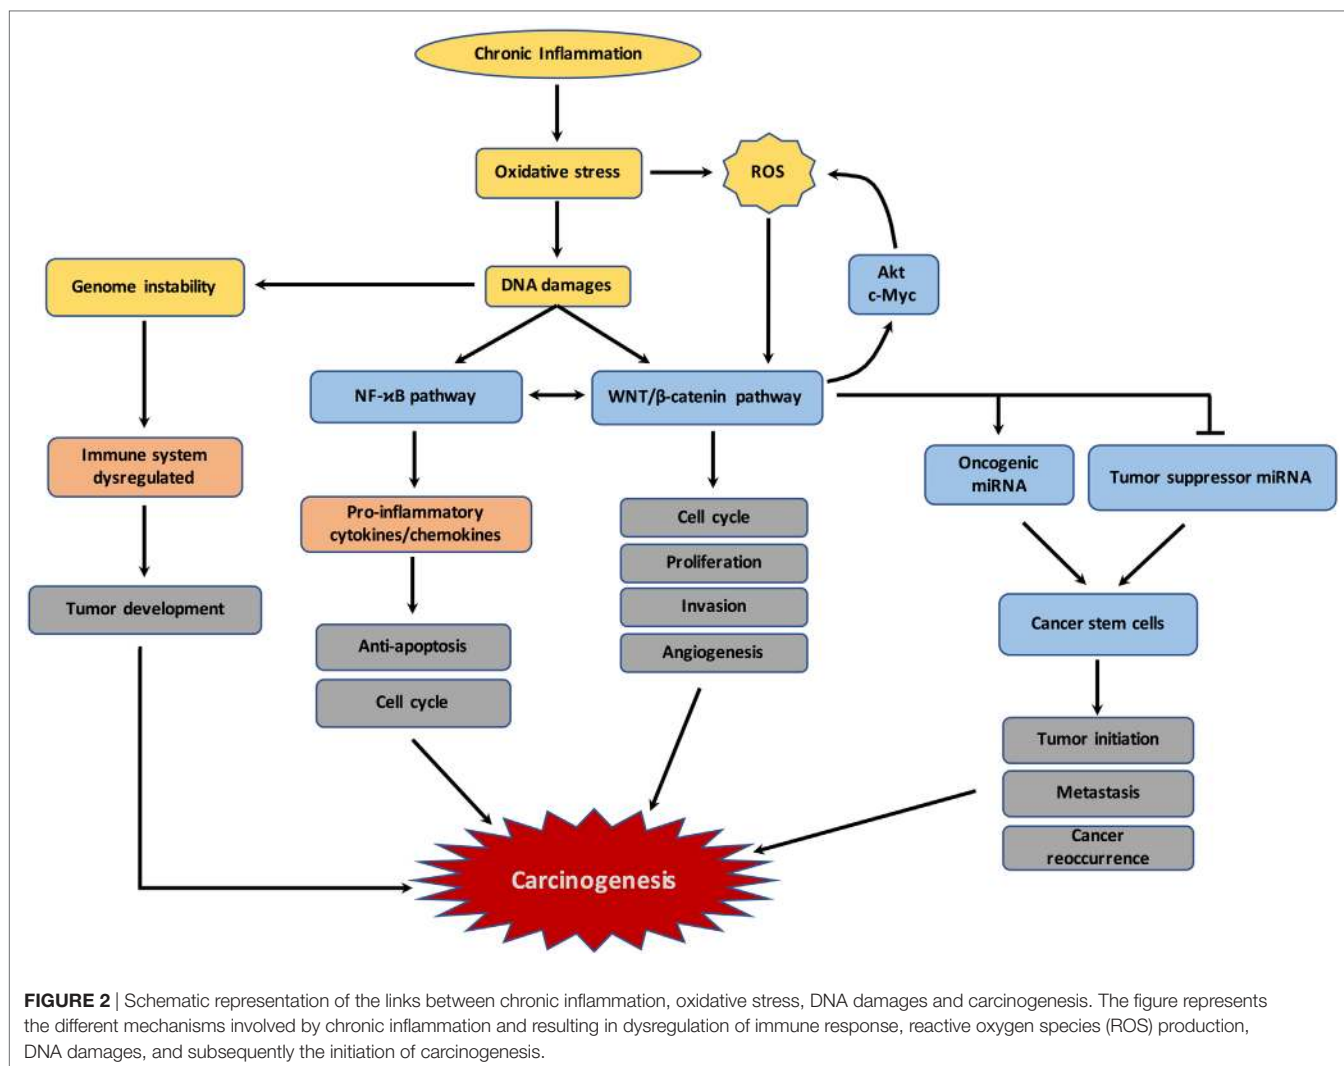 Chronic Inflammation
Oxidative stress
ROS
Akt
c-Myc
Genome instability
DNA damages
NF-ϰB pathway
WNT/β-catenin pathway
Immune system
dysregulated
Oncogenic
miRNA
Tumor suppressor miRNA
Pro-inflammatory
cytokines/chemokines
Cell cycle
Proliferation
Invasion
Angiogenesis
Tumor development
Anti-apoptosis
Cell cycle
Cancer stem cells
Tumor initiation
Metastasis
Cancer
reoccurrence
Carcinogenesis
FIGURE 2 | Schematic representation of the links between chronic inflammation, oxidative stress, DNA damages and carcinogenesis. The figure represents
the different mechanisms involved by chronic inflammation and resulting in dysregulation of immune response, reactive oxygen species (ROS) production,
DNA damages, and subsequently the initiation of carcinogenesis.